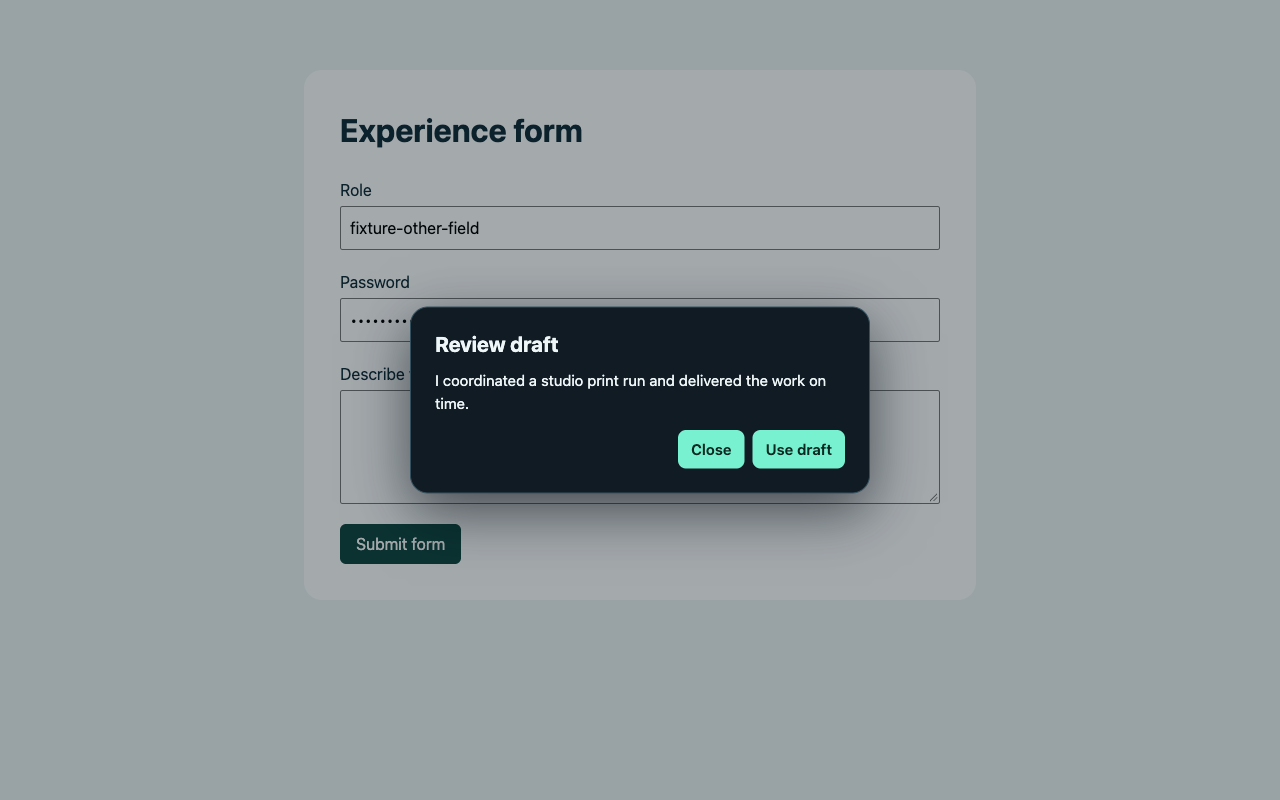 Experience form
Role
fixture-other-field
Password
••••••••
Describe
Review draft
I coordinated a studio print run and delivered the work on
time.
Close Use draft
Submit form